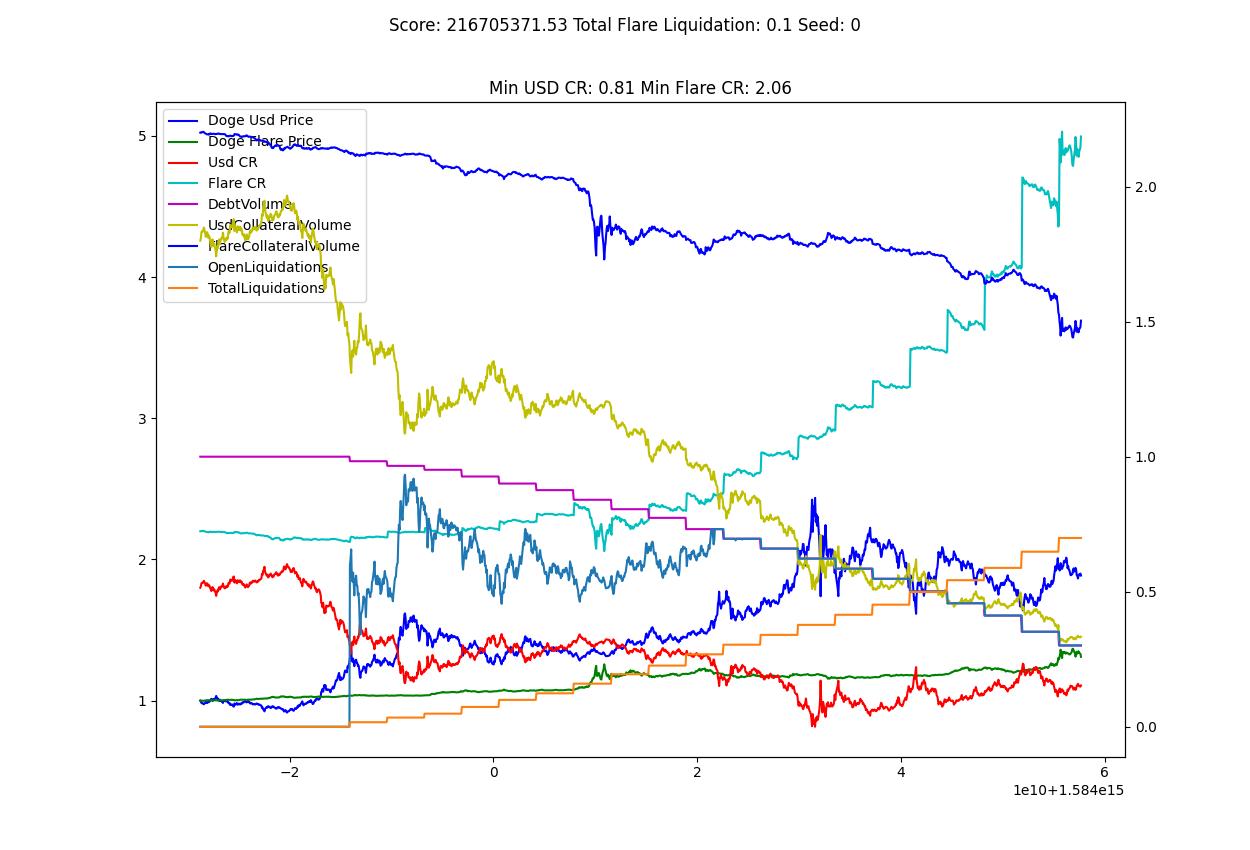 Score: 216705371.53 Total Flare Liquidation: 0.1 Seed: 0
Min USD CR: 0.81 Min Flare CR: 2.06
Doge Usd Price
Doge Flare Price
Usd CR
Flare CR
DebtVolume
UsdCollateralVolume
FlareCollateralVolume
OpenLiquidations
TotalLiquidations
5
4
3
2
1
2.0
1.5
1.0
0.5
0.0
−2
0
2
4
6
1e10+1.584e15